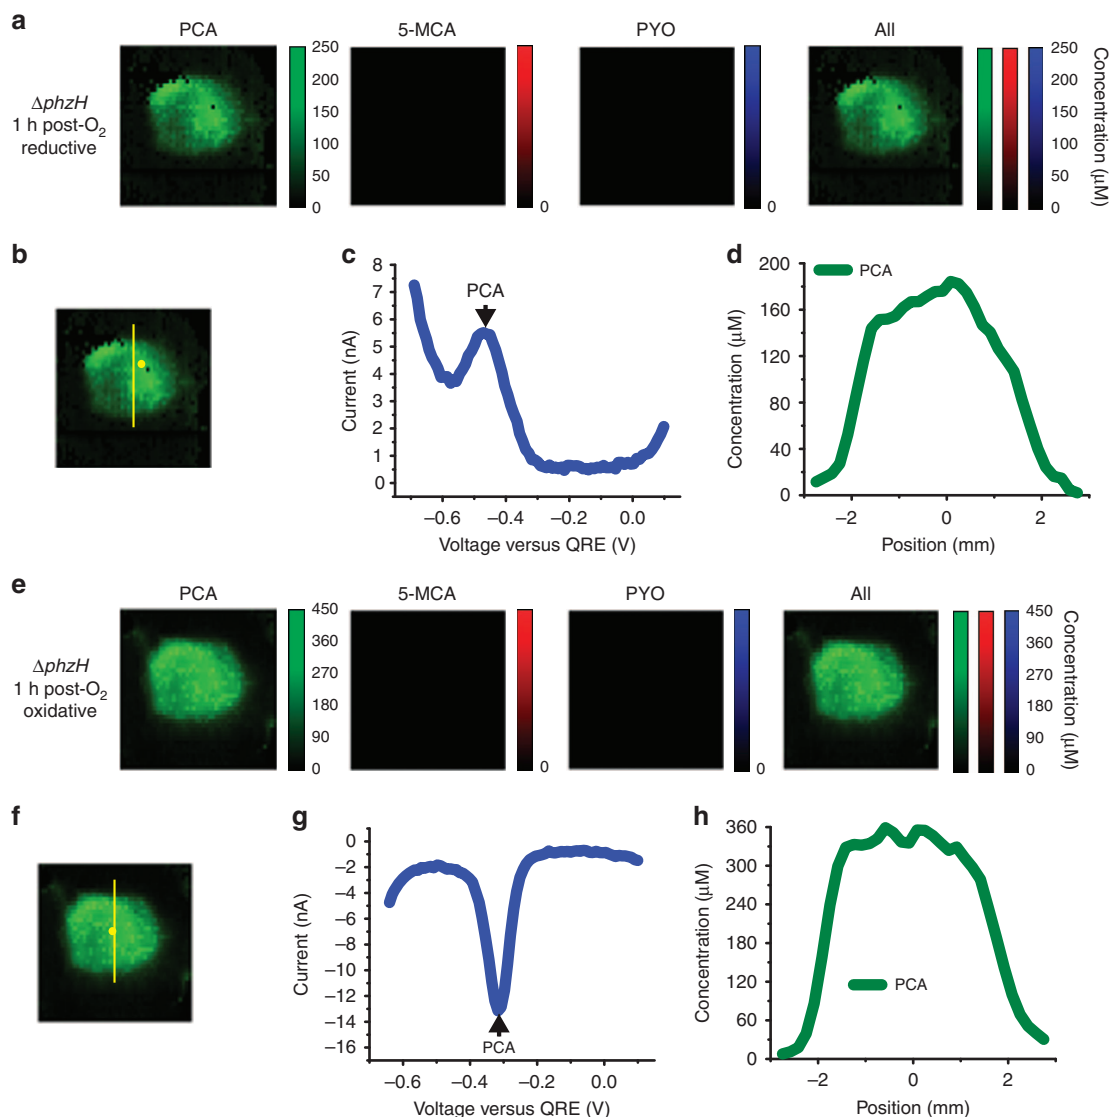 a
PCA
5-MCA
PYO
All
ΔphzH
1 h post-O₂
reductive
250
200
150
100
50
0
0
0
250
200
150
100
50
0
Concentration (μM)
b
c
8
7
6
5
4
3
2
1
0
Current (nA)
PCA
–0.6
–0.4
–0.2
0.0
Voltage versus QRE (V)
d
200
160
120
80
40
0
Concentration (μM)
PCA
–2
0
2
Position (mm)
e
PCA
5-MCA
PYO
All
ΔphzH
1 h post-O₂
oxidative
450
360
270
180
90
0
0
0
450
360
270
180
90
0
Concentration (μM)
f
g
0
–2
–4
–6
–8
–10
–12
–14
–16
Current (nA)
PCA
–0.6
–0.4
–0.2
0.0
Voltage versus QRE (V)
h
360
300
240
180
120
60
0
Concentration (μM)
PCA
–2
0
2
Position (mm)